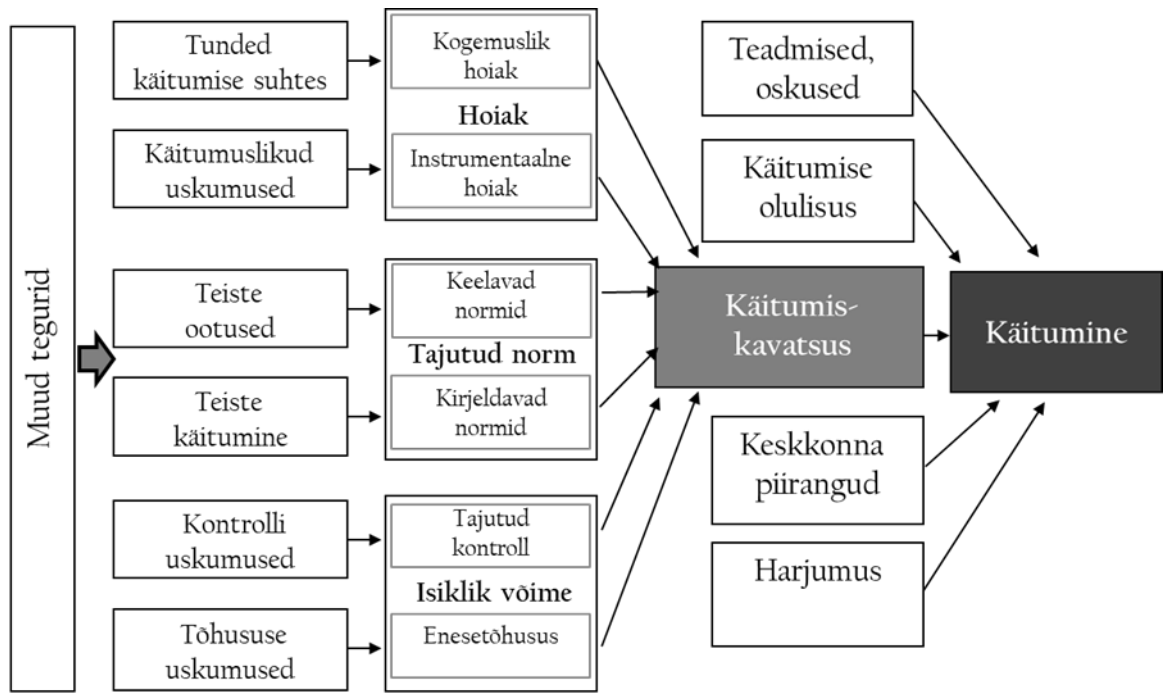 Muud tegurid
Tunded
käitumise suhtes
Käitumuslikud
uskumused
Teiste
ootused
Teiste
käitumine
Kontrolli
uskumused
Tõhususe
uskumused
Kogemuslik
hoiak
Hoiak
Instrumentaalne
hoiak
Keelavad
normid
Tajutud norm
Kirjeldavad
normid
Tajutud
kontroll
Isiklik võime
Enesetõhusus
Teadmised,
oskused
Käitumise
olulisus
Käitumis-
kavatsus
Käitumine
Keskkonna
piirangud
Harjumus